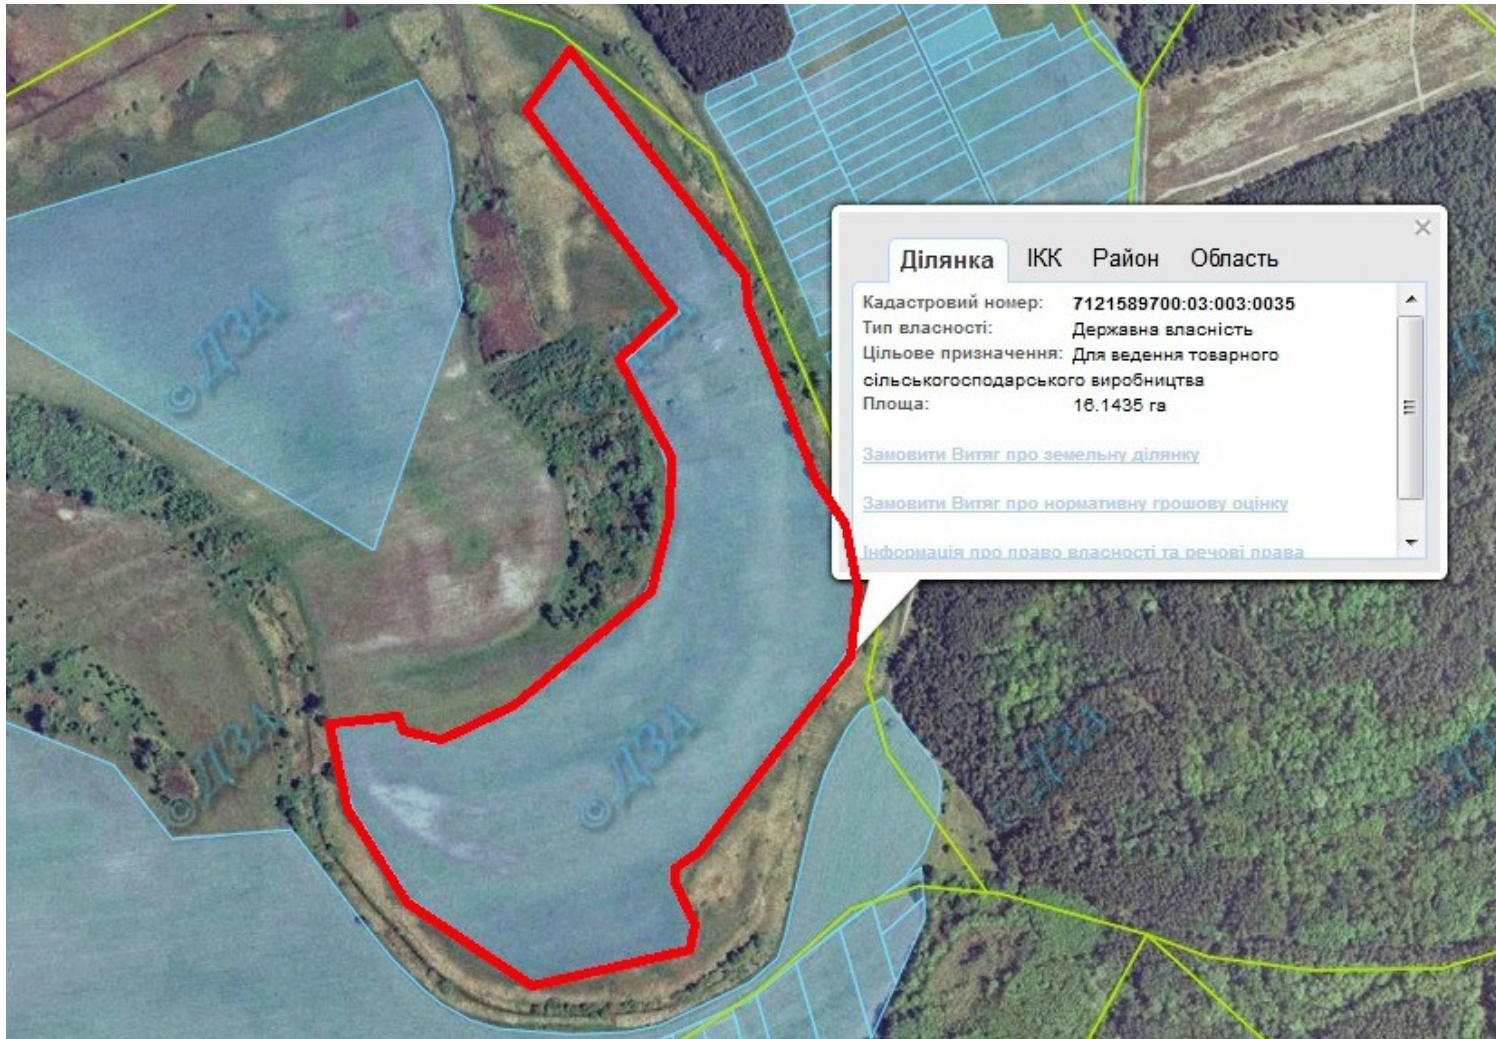 Ділянка ІКК Район Область
Кадастровий номер: 7121589700:03:003:0035
Тип власності: Державна власність
Цільове призначення: Для ведення товарного
сільськогосподарського виробництва
Площа: 16.1435 га
Замовити Витяг про земельну ділянку
Замовити Витяг про нормативну грошову оцінку
Інформація про право власності та речові права
© ДЗА
ДЗА
© ДЗА
© ДЗА
© ДЗА